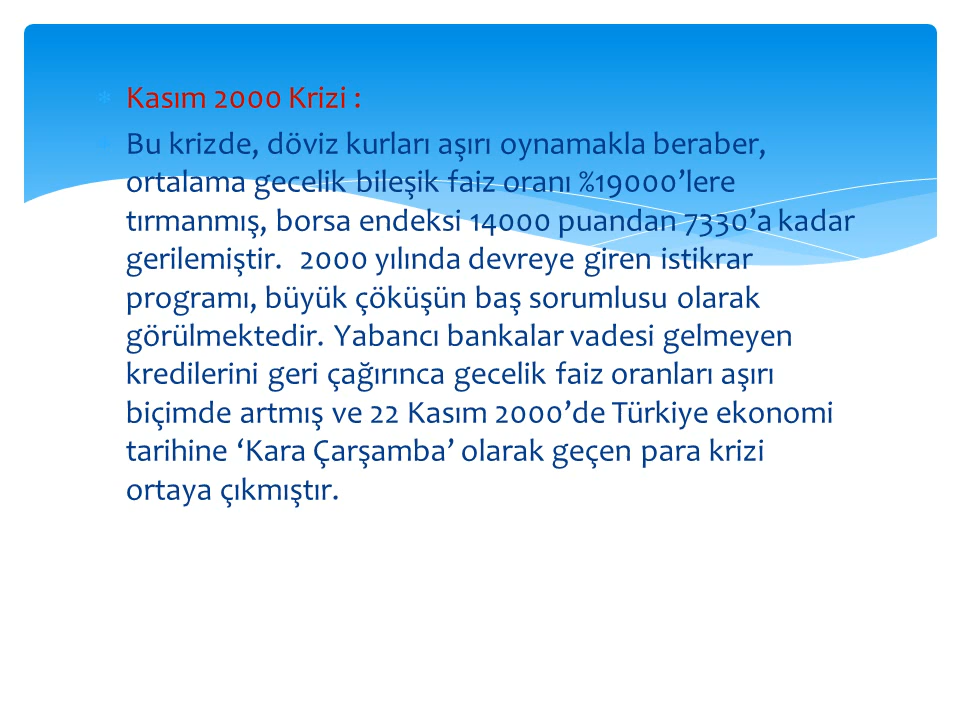 Kasım 2000 Krizi :
Bu krizde, döviz kurları aşırı oynamakla beraber,
ortalama gecelik bileşik faiz oranı %19000’lere
tırmanmış, borsa endeksi 14000 puandan 7330’a kadar
gerilemiştir. 2000 yılında devreye giren istikrar
programı, büyük çöküşün baş sorumlusu olarak
görülmektedir. Yabancı bankalar vadesi gelmeyen
kredilerini geri çağırınca gecelik faiz oranları aşırı
biçimde artmış ve 22 Kasım 2000’de Türkiye ekonomi
tarihine ‘Kara Çarşamba’ olarak geçen para krizi
ortaya çıkmıştır.